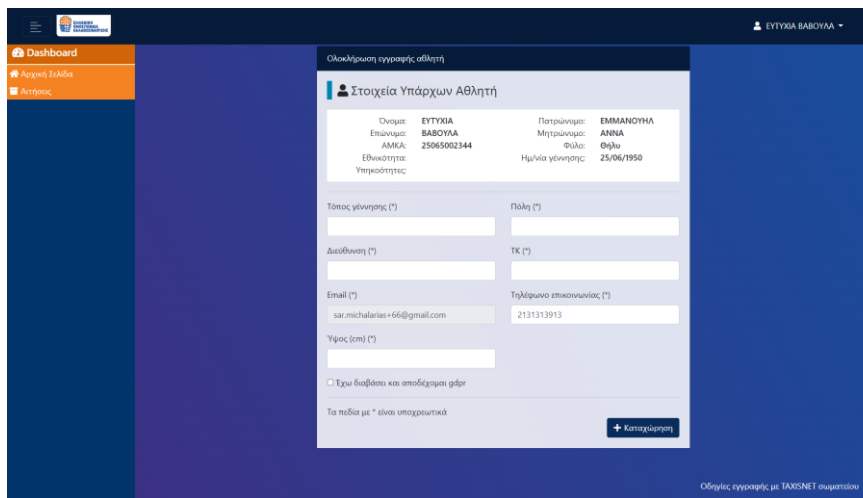 ΕΛΛΗΝΙΚΗ
ΟΜΟΣΠΟΝΔΙΑ
ΚΑΛΑΘΟΣΦΑΙΡΙΣΗΣ
ΕΥΤΥΧΙΑ ΒΑΒΟΥΛΑ
Dashboard
Αρχική Σελίδα
Αιτήσεις
Ολοκλήρωση εγγραφής αθλητή
Στοιχεία Υπάρχων Αθλητή
Όνομα: ΕΥΤΥΧΙΑ Πατρώνυμο: ΕΜΜΑΝΟΥΗΛ
Επώνυμο: ΒΑΒΟΥΛΑ Μητρώνυμο: ΑΝΝΑ
ΑΜΚΑ: 25065002344 Φύλο: Θήλυ
Εθνικότητα: Ημ/νία γέννησης: 25/06/1950
Υπηκοότητες:
Τόπος γέννησης (*) Πόλη (*)
Διεύθυνση (*) ΤΚ (*)
Email (*) Τηλέφωνο επικοινωνίας (*)
sar.michalarias+66@gmail.com 2131313913
Ύψος (cm) (*)
Έχω διαβάσει και αποδέχομαι gdpr
Τα πεδία με * είναι υποχρεωτικά
+ Καταχώρηση
Οδηγίες εγγραφής με TAXISNET σωματείου